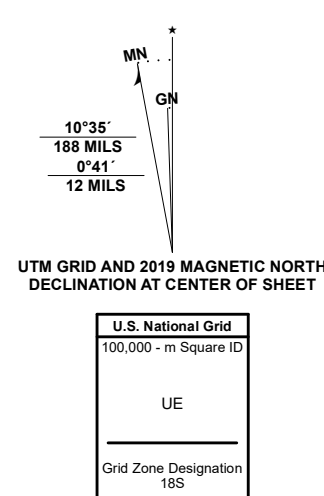 ★
MN
GN
10°35´
188 MILS
0°41´
12 MILS
UTM GRID AND 2019 MAGNETIC NORTH
DECLINATION AT CENTER OF SHEET
U.S. National Grid
100,000 - m Square ID
UE
Grid Zone Designation
18S